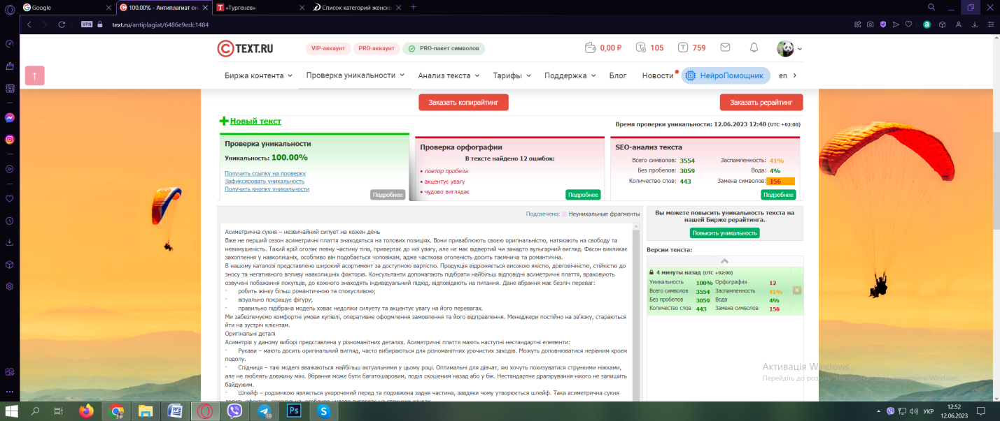 Google
100.00% - Антиплагиат он
«Тургенев»
Список категорий женско
VPN text.ru/antiplagiat/6486e9edc1484
TEXT.RU VIP-аккаунт PRO-аккаунт PRO-пакет символов 0,00 ₽ 105 759
Биржа контента Проверка уникальности Анализ текста Тарифы Поддержка Блог Новости НейроПомощник en
Заказать копирайтинг Заказать рерайтинг
Новый текст
Время проверки уникальности: 12.06.2023 12:48 (UTC +02:00)
Проверка уникальности
Уникальность: 100.00%
Получить ссылку на проверку
Зафиксировать уникальность
Получить кнопку уникальности
Подробнее
Проверка орфографии
В тексте найдено 12 ошибок:
• повтор пробела
• акцентує увагу
• чудово виглядає
Подробнее
SEO-анализ текста
Всего символов: 3554 Заспамленность: 41%
Без пробелов: 3059 Вода: 4%
Количество слов: 443 Замена символов: 156
Подробнее
Подсвечено: Неуникальные фрагменты
Асиметрична сукня – незвичайний силует на кожен день
Вже не перший сезон асиметричні плаття знаходяться на топових позиціях. Вони приваблюють своєю оригінальністю, натякають на свободу та
невимушеність. Такий крій оголяє певну частину тіла, привертає до неї увагу, але не має відвертий чи занадто вульгарний вигляд. Фасон викликає
захоплення у навколишніх, особливо він подобається чоловікам, адже часткова оголеність досить таємнича та романтична.
В нашому каталозі представлено широкий асортимент за доступною вартістю. Продукція відрізняється високою якістю, довговічністю, стійкістю до
зносу та негативного впливу навколишніх факторів. Консультанти допомагають підібрати найбільш відповідні асиметричні плаття, враховують
озвучені побажання покупців, до кожного знаходять індивідуальний підхід, відповідають на питання. Дане вбрання має безліч переваг:
· робить жінку більш романтичною та спокусливою;
· візуально покращує фігуру;
· правильно підібрана модель ховає недоліки силуету та акцентує увагу на його перевагах.
Ми забезпечуємо комфортні умови купівлі, оперативне оформлення замовлення та його відправлення. Менеджери постійно на зв'язку, стараються
йти на зустріч клієнтам.
Оригінальні деталі
Асиметрія у даному виборі представлена у різноманітних деталях. Асиметричні плаття мають наступні нестандартні елементи:
· Рукави – мають досить оригінальний вигляд, часто вибираються для різноманітних урочистих заходів. Можуть доповнюватися нерівним кроєм
подолу.
· Спідниця – такі моделі вважаються найбільш актуальними у цьому році. Оптимальні для дівчат, які хочуть похизуватися стрункими ніжками,
але не люблять довжину міні. Вбрання може бути багатошаровим, поділ скошеним назад або у бік. Нестандартне драпірування нікого не залишить
байдужим.
· Шлейф – родзинкою являється укорочений перед та подовжена задня частина, завдяки чому утворюється шлейф. Така асиметрична сукня
Вы можете повысить уникальность текста на
нашей Бирже рерайтинга.
Повысить уникальность
Версии текста:
4 минуты назад (UTC +02:00)
Уникальность 100% Орфография 12
Всего символов 3554 Заспамленность 41%
Без пробелов 3059 Вода 4%
Количество слов 443 Замена символов 156
Активація Windows
10
УКР
12:52
12.06.2023